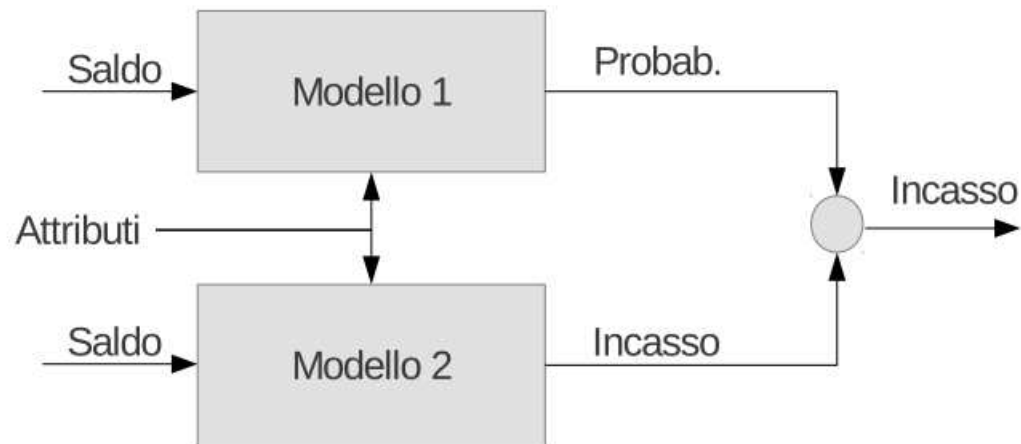 Saldo
Modello 1
Probab.
Attributi
Incasso
Saldo
Modello 2
Incasso